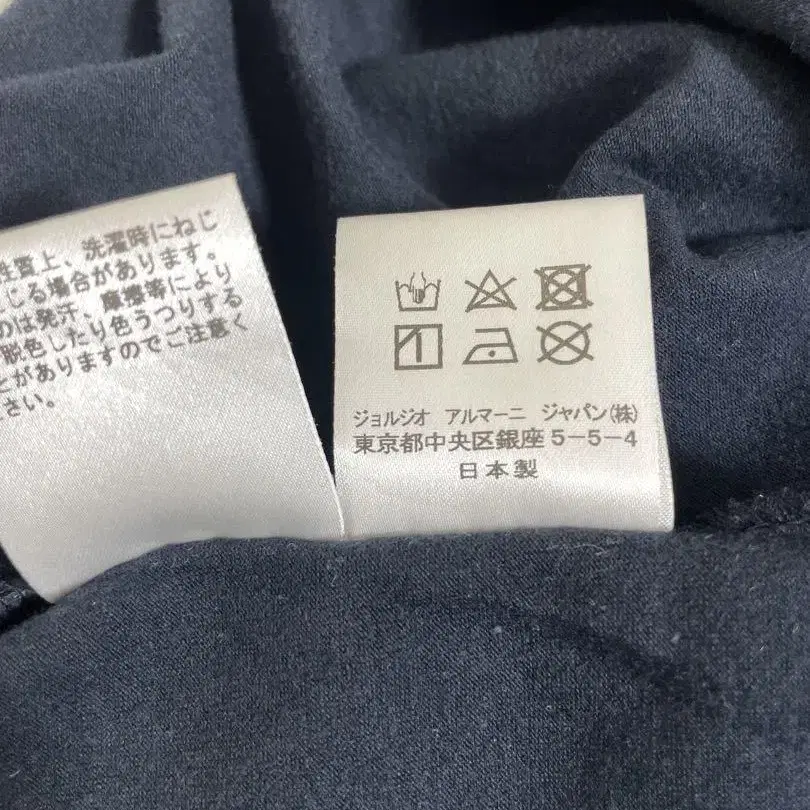 性質上、洗濯時にねじ
じる場合があります。
のは発汗、摩擦等により
脱色したり色うつりする
とがありますのでご注意く
さい。
ジョルジオ アルマーニ ジャパン(株)
東京都中央区銀座5-5-4
日本製